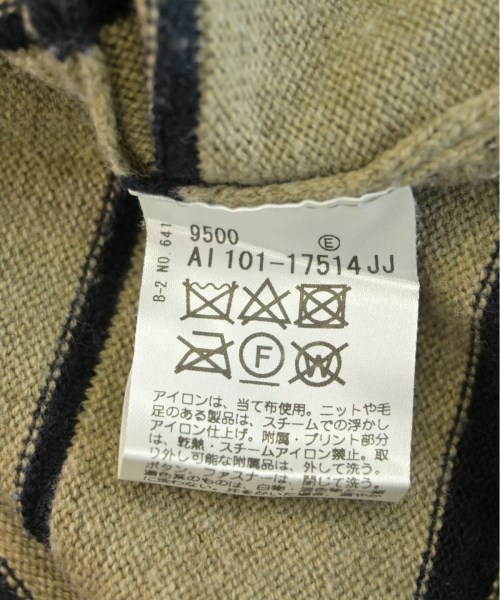 B-2 NO.641
9500 Ⓔ
AI101-17514JJ
F
W
アイロンは、当て布使用。ニットや毛
足のある製品は、スチームでの浮かし
アイロン仕上げ。附属・プリント部分
は、乾熱・スチームアイロン禁止。取
り外し可能な附属品は、外して洗う。
ボタン、ファスナーは、閉じて洗う。